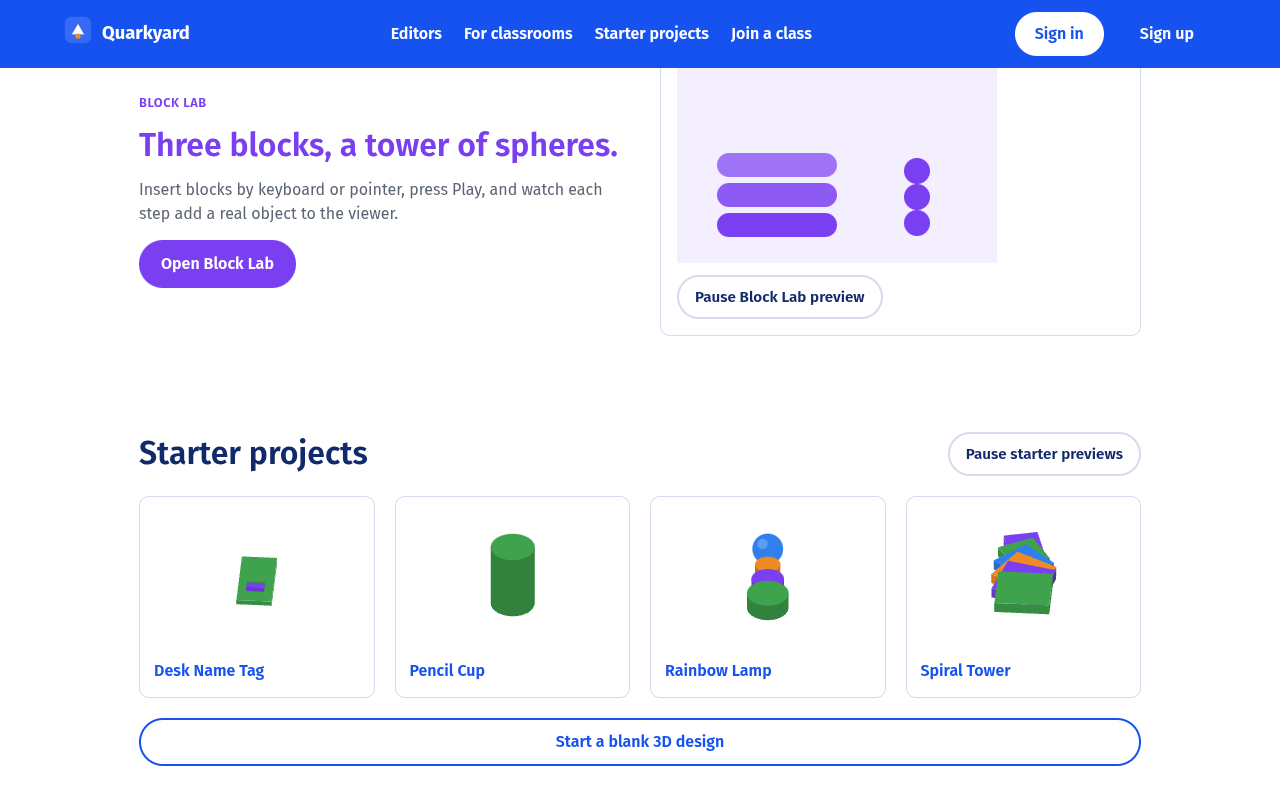 Quarkyard
Editors
For classrooms
Starter projects
Join a class
Sign in
Sign up
BLOCK LAB
Three blocks, a tower of spheres.
Insert blocks by keyboard or pointer, press Play, and watch each
step add a real object to the viewer.
Open Block Lab
Pause Block Lab preview
Starter projects
Pause starter previews
Desk Name Tag
Pencil Cup
Rainbow Lamp
Spiral Tower
Start a blank 3D design